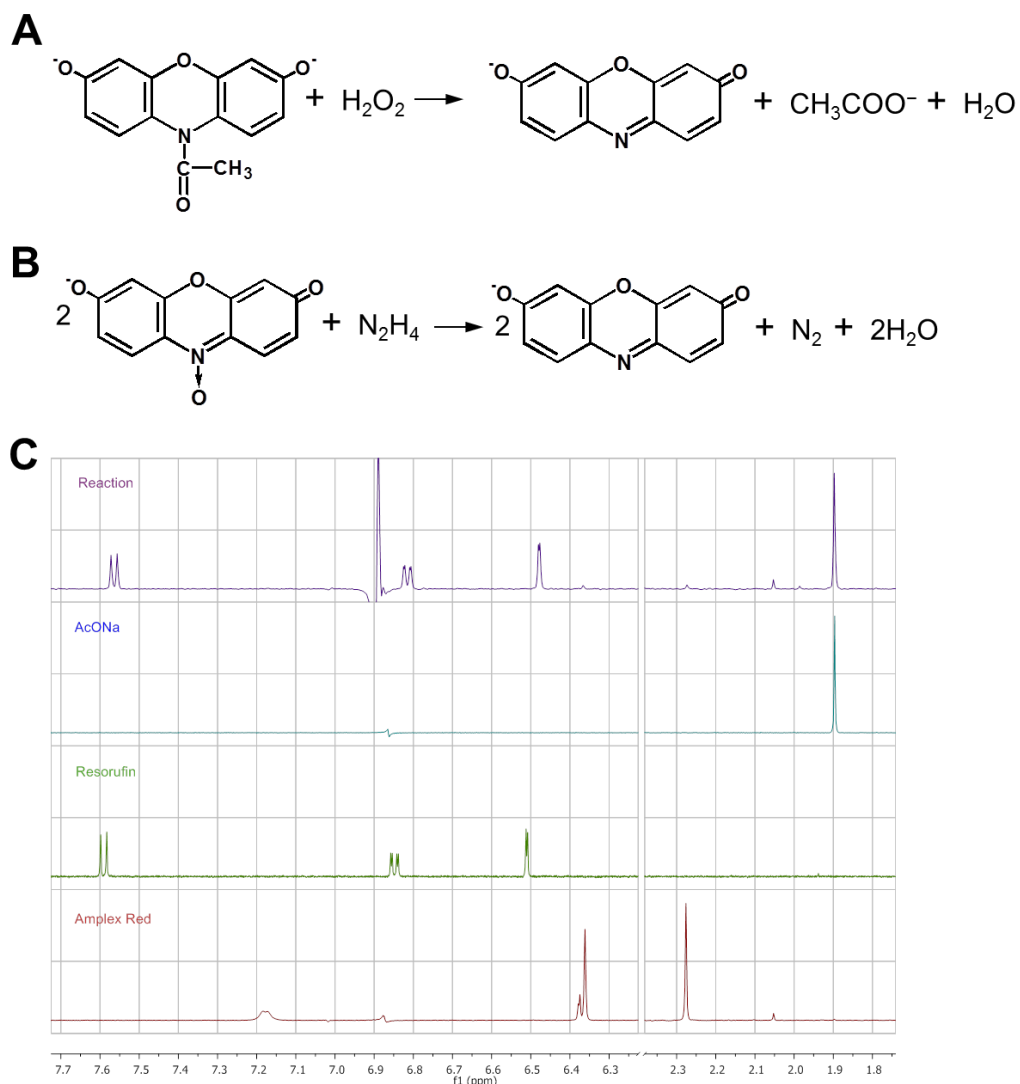 A
⁻O O O⁻ + H₂O₂ → ⁻O O O + CH₃COO⁻ + H₂O
N N
C—CH₃
O
B
2 ⁻O O O + N₂H₄ → 2 ⁻O O O + N₂ + 2H₂O
N N
O
C
Reaction
AcONa
Resorufin
Amplex Red
7.7 7.6 7.5 7.4 7.3 7.2 7.1 7.0 6.9 6.8 6.7 6.6 6.5 6.4 6.3 2.3 2.2 2.1 2.0 1.9 1.8
f1 (ppm)